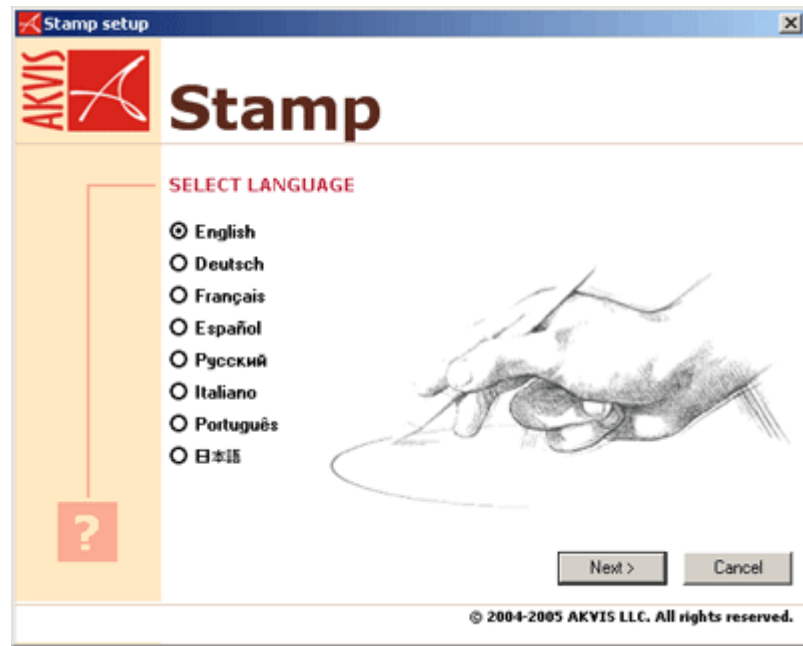 Stamp setup
AKVIS
Stamp
SELECT LANGUAGE
English
Deutsch
Français
Español
Русский
Italiano
Português
日本語
?
Next >
Cancel
© 2004-2005 AKVIS LLC. All rights reserved.